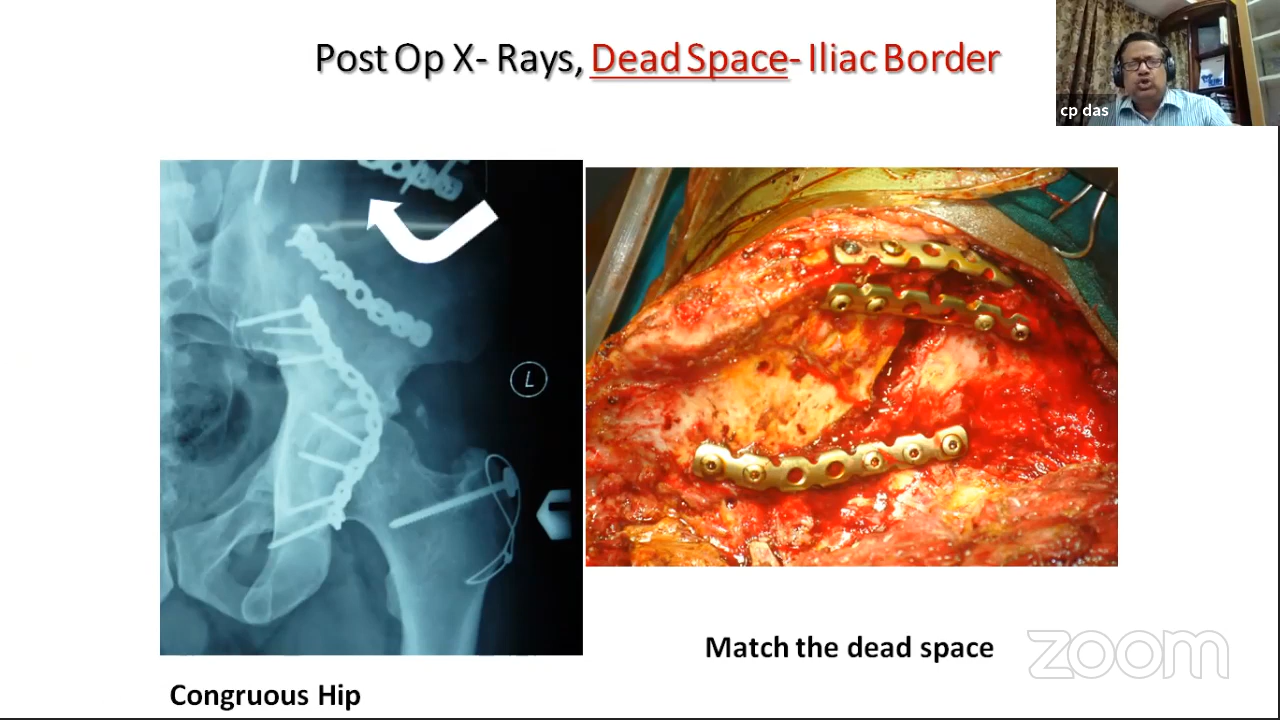 Post Op X- Rays, Dead Space- Iliac Border
cp das
L
Match the dead space
zoom
Congruous Hip